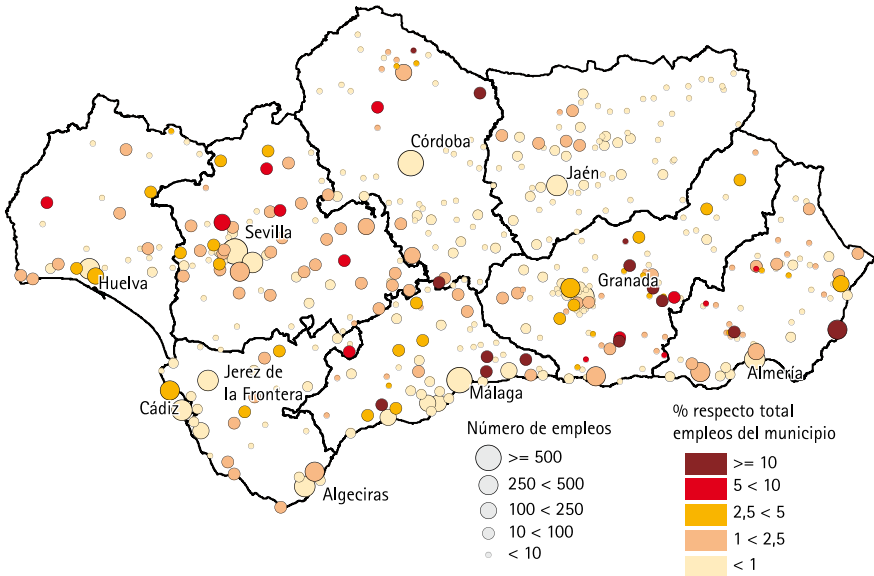 Córdoba
Jaén
Sevilla
Huelva
Granada
Jerez de
la Frontera
Cádiz
Málaga
Almería
Algeciras
Número de empleos
>= 500
250 < 500
100 < 250
10 < 100
< 10
% respecto total
empleos del municipio
>= 10
5 < 10
2,5 < 5
1 < 2,5
< 1